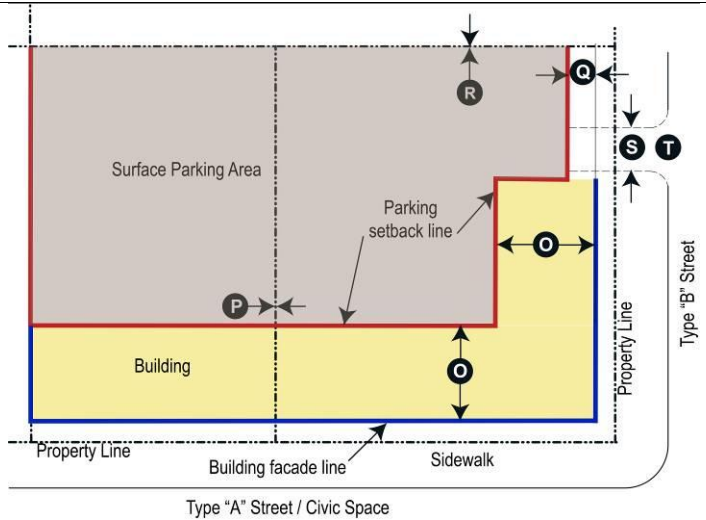 Q
R
S T
Surface Parking Area
Parking
setback line
O
P
Building
O
Property Line
Type “B” Street
Property Line
Building facade line
Sidewalk
Type “A” Street / Civic Space